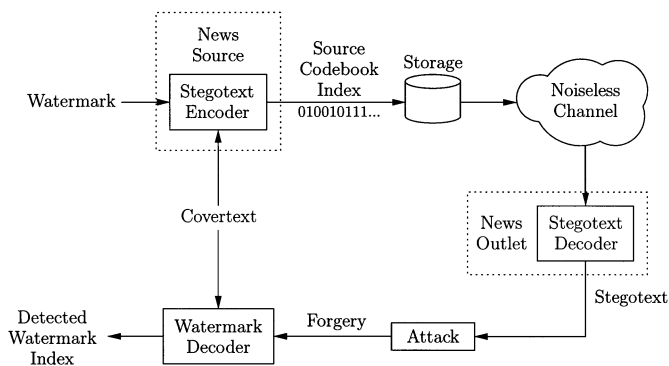 News
Source
Watermark
Stegotext
Encoder
Source
Codebook
Index
010010111...
Storage
Noiseless
Channel
Covertext
News
Outlet
Stegotext
Decoder
Stegotext
Detected
Watermark
Index
Watermark
Decoder
Forgery
Attack